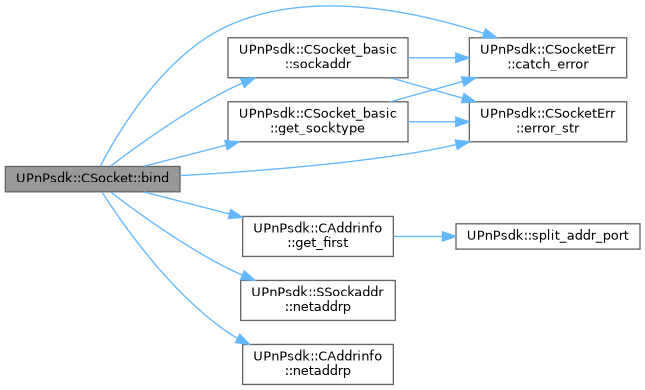 UPnPsdk::CSocket::bind
UPnPsdk::CSocket_basic
::sockaddr
UPnPsdk::CSocketErr
::catch_error
UPnPsdk::CSocket_basic
::get_socktype
UPnPsdk::CSocketErr
::error_str
UPnPsdk::CAddrinfo
::get_first
UPnPsdk::split_addr_port
UPnPsdk::SSockaddr
::netaddrp
UPnPsdk::CAddrinfo
::netaddrp